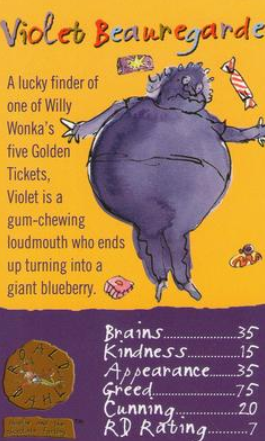 Violet Beauregarde
A lucky finder of
one of Willy
Wonka's
five Golden
Tickets,
Violet is a
gum-chewing
loudmouth who ends
up turning into a
giant blueberry.
ROALD
DAHL
Brains..................35
Kindness.............15
Appearance........35
Greed..................75
Cunning..............20
RD Rating...........7